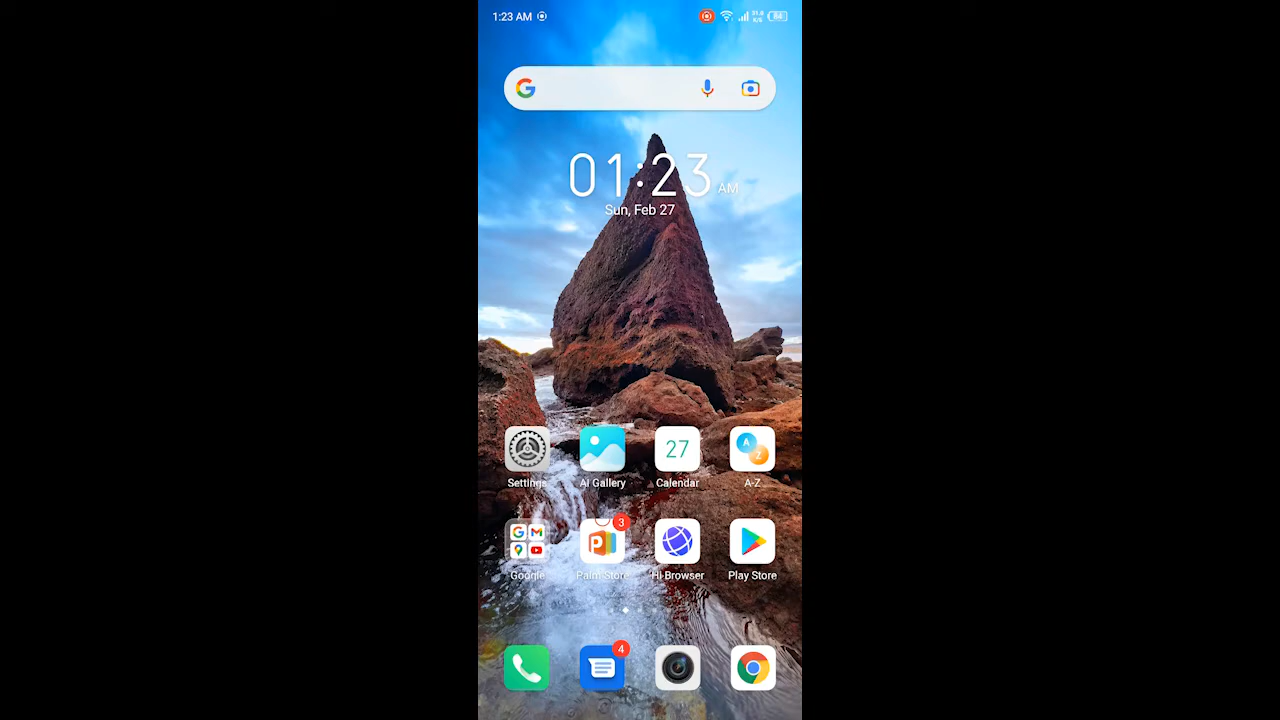 1:23 AM
84
01:23 AM
Sun, Feb 27
27
A Z
Settings
AI Gallery
Calendar
A-Z
3
Google
Palm Store
Hi Browser
Play Store
4